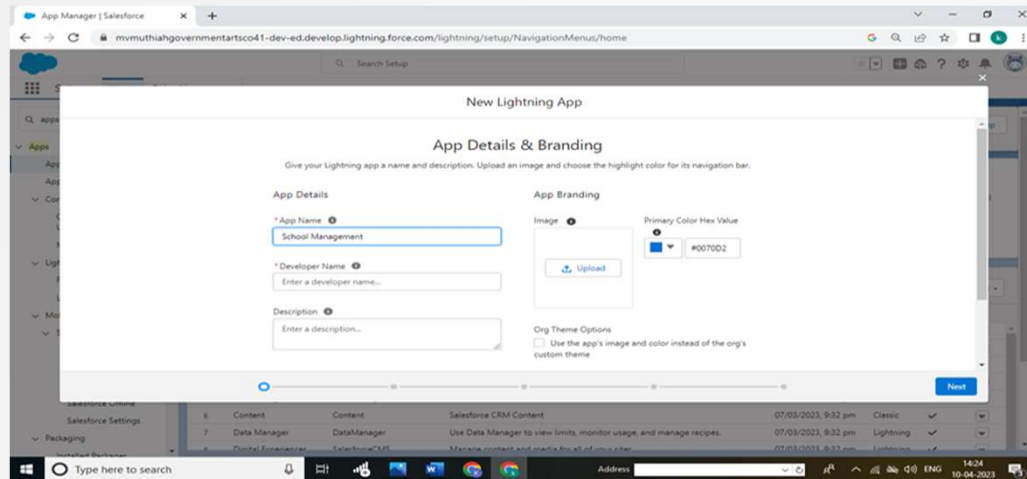 App Manager | Salesforce
mvmuthiahgovernmentartsco41-dev-ed.develop.lightning.force.com/lightning/setup/NavigationMenus/home
Search Setup
New Lightning App
apps
App Details & Branding
Give your Lightning app a name and description. Upload an image and choose the highlight color for its navigation bar.
Apps
App Details
App Branding
* App Name
Image
Primary Color Hex Value
School Management
#0070D2
* Developer Name
Upload
Enter a developer name...
Description
Enter a description...
Org Theme Options
Use the app's image and color instead of the org's
custom theme
Next
Salesforce Offline
Salesforce Settings
6 Content Content Salesforce CRM Content 07/03/2023, 9:32 pm Classic
7 Data Manager DataManager Use Data Manager to view limits, monitor usage, and manage recipes. 07/03/2023, 9:32 pm Lightning
Packaging
Type here to search
Address
ENG
14:24
10-04-2023